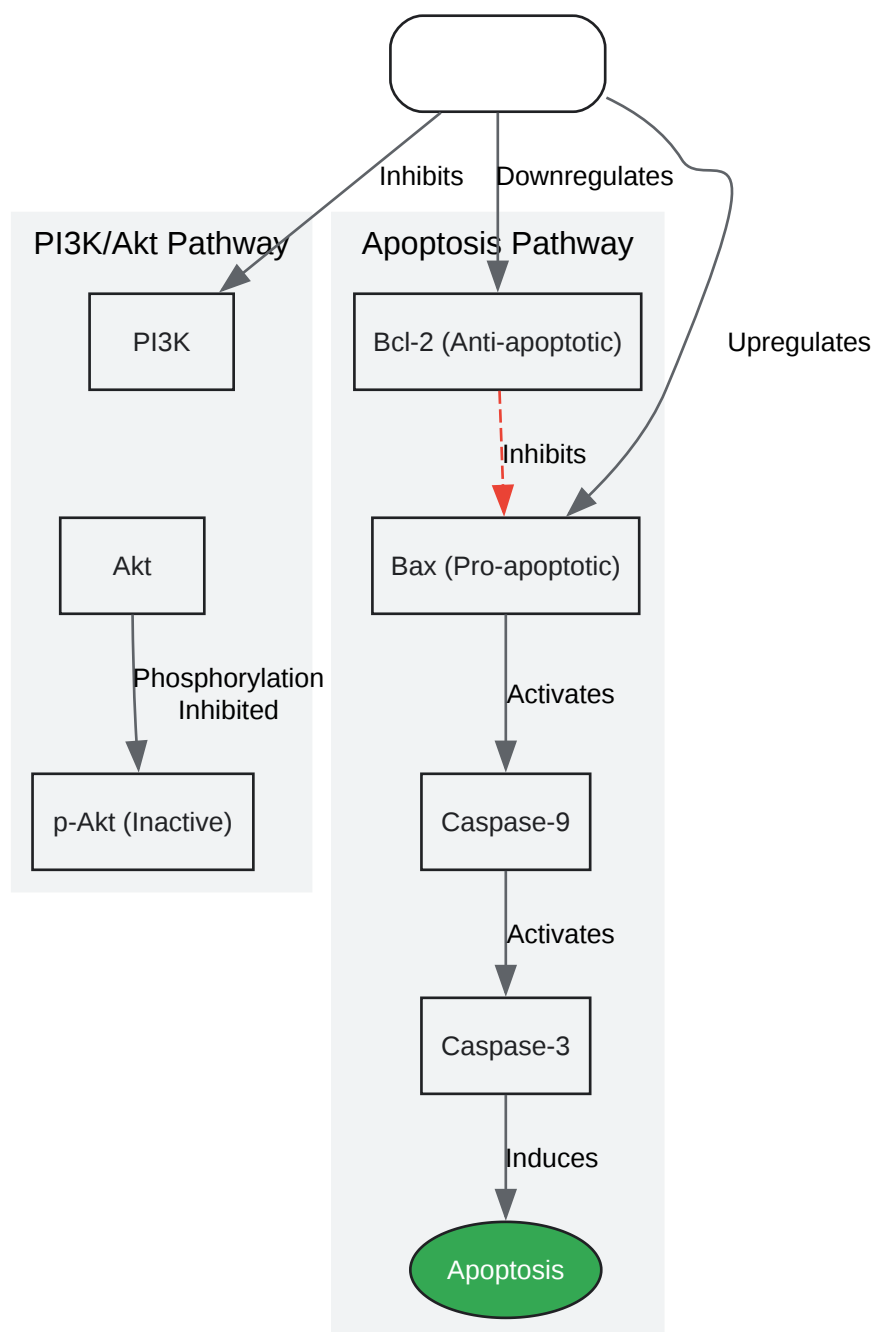 Inhibits
Downregulates
PI3K/Akt Pathway
Apoptosis Pathway
PI3K
Bcl-2 (Anti-apoptotic)
Upregulates
Inhibits
Akt
Bax (Pro-apoptotic)
Phosphorylation
Inhibited
Activates
p-Akt (Inactive)
Caspase-9
Activates
Caspase-3
Induces
Apoptosis